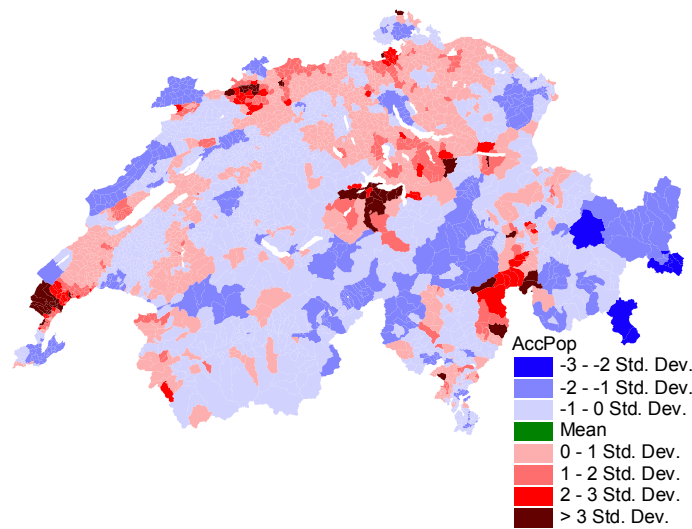 AccPop
-3 - -2 Std. Dev.
-2 - -1 Std. Dev.
-1 - 0 Std. Dev.
Mean
0 - 1 Std. Dev.
1 - 2 Std. Dev.
2 - 3 Std. Dev.
> 3 Std. Dev.